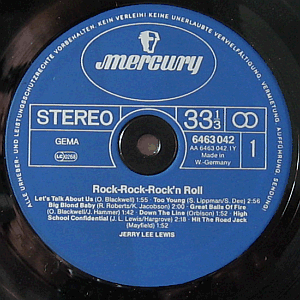 ALLE URHEBER- UND LEISTUNGSSCHUTZRECHTE VORBEHALTEN. KEIN VERLEIH! KEINE UNERLAUBTE VERVIELFÄLTIGUNG, VERMIETUNG, AUFFÜHRUNG, SENDUNG!
mercury
STEREO
33 1/3
GEMA
6463 042
AA 6463 042.1Y
Made in
W.-Germany
1
Rock-Rock-Rock'n Roll
Let's Talk About Us (O. Blackwell) 1:55 · Too Young (S. Lippman/S. Dee) 2:56
Big Blond Baby (R. Roberts/K. Jacobson) 2:00 · Great Balls Of Fire
(O. Blackwell/J. Hammer) 1:42 · Down The Line (Orbison) 1:52 · High
School Confidential (J. L. Lewis/Hargrove) 2:18 · Hit The Road Jack
(Mayfield) 1:52
JERRY LEE LEWIS